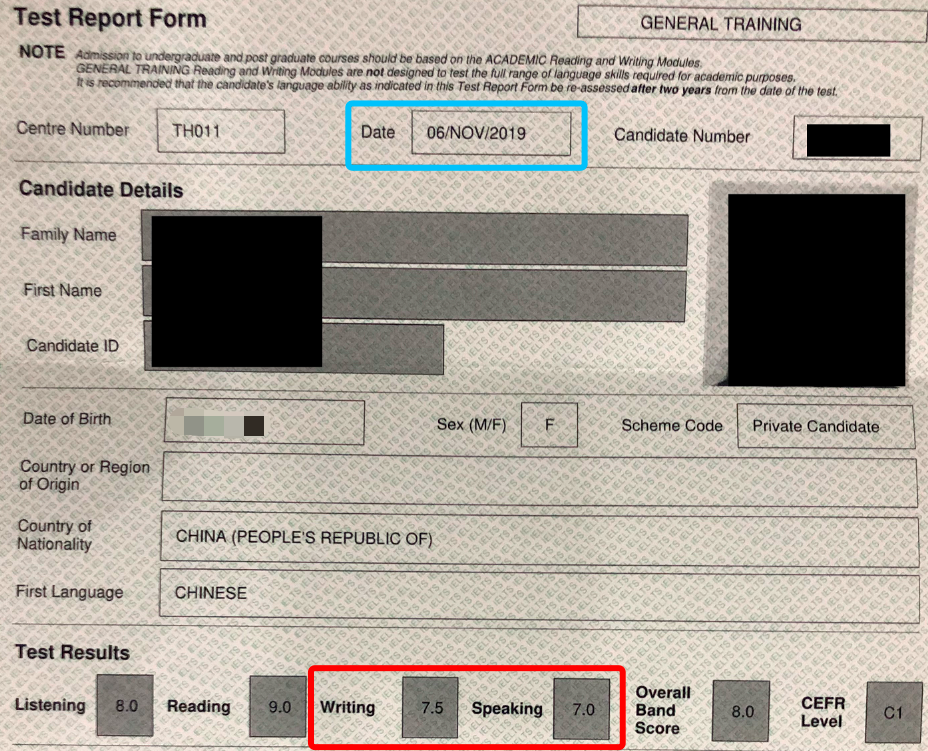 Test Report Form
GENERAL TRAINING
NOTE Admission to undergraduate and post graduate courses should be based on the ACADEMIC Reading and Writing Modules.
GENERAL TRAINING Reading and Writing Modules are not designed to test the full range of language skills required for academic purposes.
It is recommended that the candidate's language ability as indicated in this Test Report Form be re-assessed after two years from the date of the test.
Centre Number TH011 Date 06/NOV/2019 Candidate Number
Candidate Details
Family Name
First Name
Candidate ID
Date of Birth Sex (M/F) F Scheme Code Private Candidate
Country or Region
of Origin
Country of
Nationality
CHINA (PEOPLE'S REPUBLIC OF)
First Language CHINESE
Test Results
Listening 8.0 Reading 9.0 Writing 7.5 Speaking 7.0
Overall
Band
Score
8.0
CEFR
Level
C1